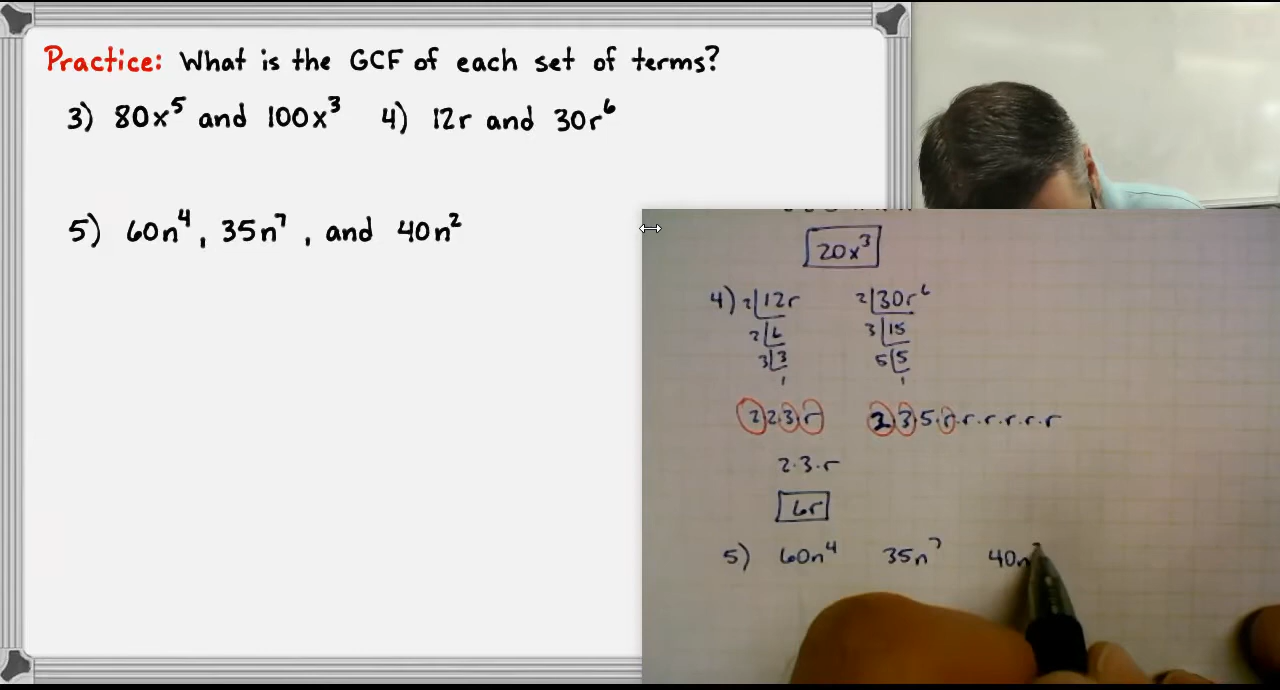 Practice: What is the GCF of each set of terms?
3) 80x⁵ and 100x³ 4) 12r and 30r⁶
5) 60n⁴, 35n⁷, and 40n²
20x³
4) 2|12r 2|30r⁶
2|6 3|15
3|3 5|5
1 1
2·2·3·r 2·3·5·r·r·r·r·r·r
2·3·r
6r
5) 60n⁴ 35n⁷ 40n